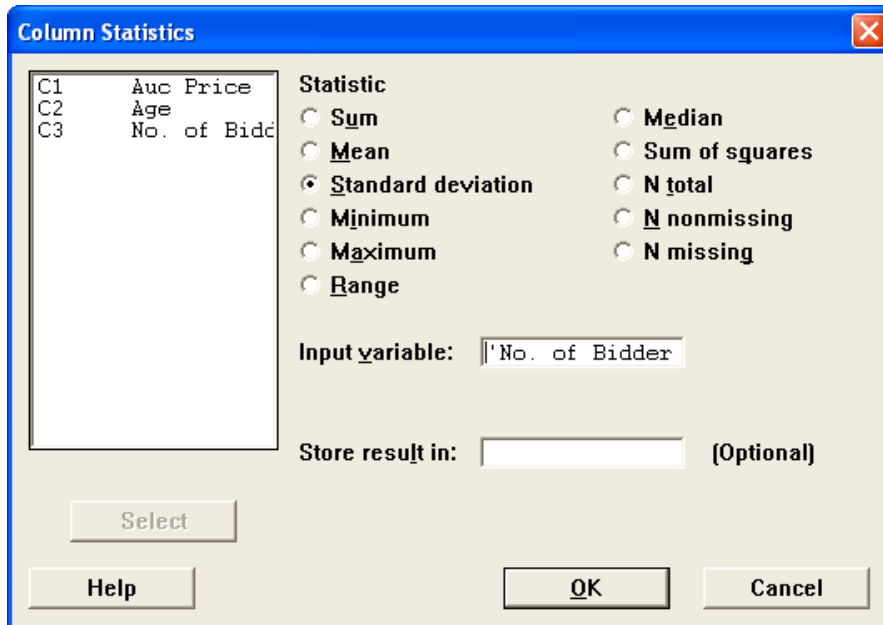 Column Statistics
C1 Auc Price
C2 Age
C3 No. of Bidd
Statistic
Sum
Mean
Standard deviation
Minimum
Maximum
Range
Median
Sum of squares
N total
N nonmissing
N missing
Input variable: 'No. of Bidder
Store result in: (Optional)
Select
Help OK Cancel